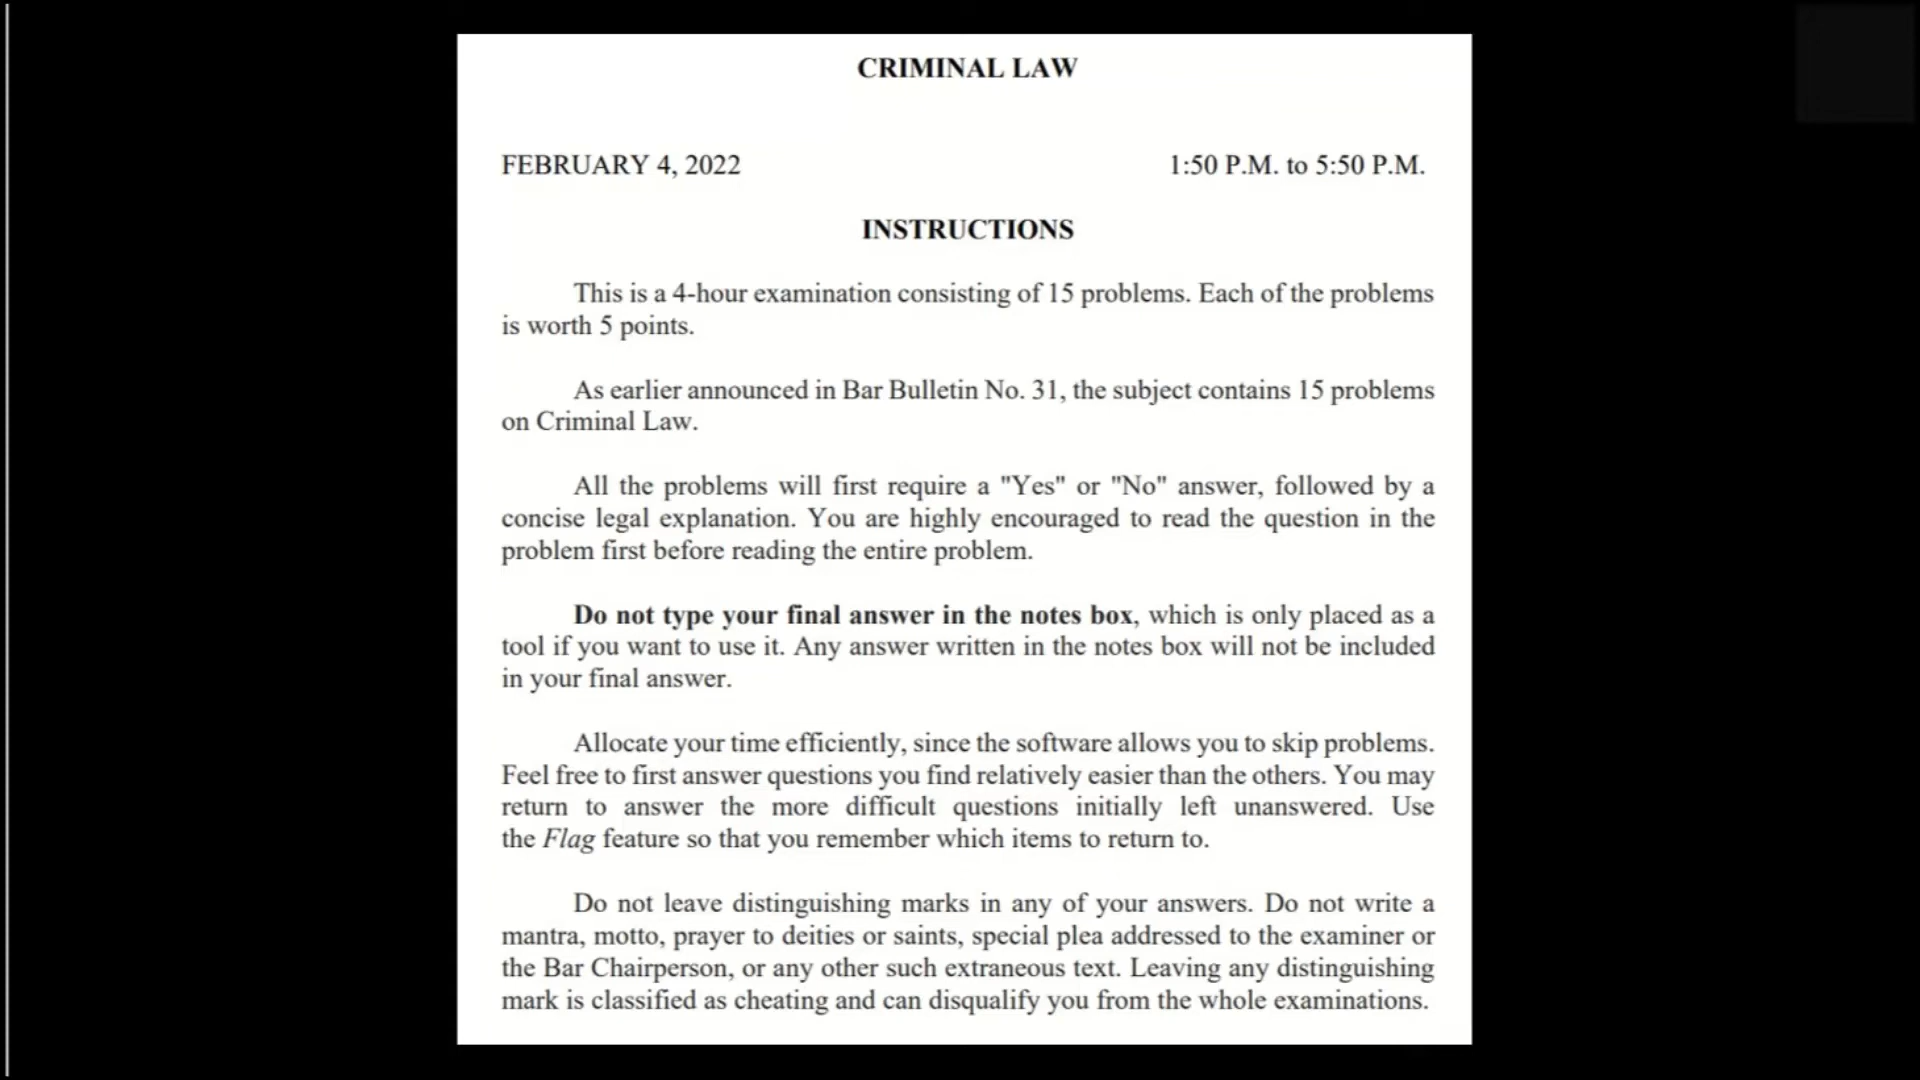 CRIMINAL LAW
FEBRUARY 4, 2022 1:50 P.M. to 5:50 P.M.
INSTRUCTIONS
This is a 4-hour examination consisting of 15 problems. Each of the problems
is worth 5 points.
As earlier announced in Bar Bulletin No. 31, the subject contains 15 problems
on Criminal Law.
All the problems will first require a "Yes" or "No" answer, followed by a
concise legal explanation. You are highly encouraged to read the question in the
problem first before reading the entire problem.
Do not type your final answer in the notes box, which is only placed as a
tool if you want to use it. Any answer written in the notes box will not be included
in your final answer.
Allocate your time efficiently, since the software allows you to skip problems.
Feel free to first answer questions you find relatively easier than the others. You may
return to answer the more difficult questions initially left unanswered. Use
the Flag feature so that you remember which items to return to.
Do not leave distinguishing marks in any of your answers. Do not write a
mantra, motto, prayer to deities or saints, special plea addressed to the examiner or
the Bar Chairperson, or any other such extraneous text. Leaving any distinguishing
mark is classified as cheating and can disqualify you from the whole examinations.